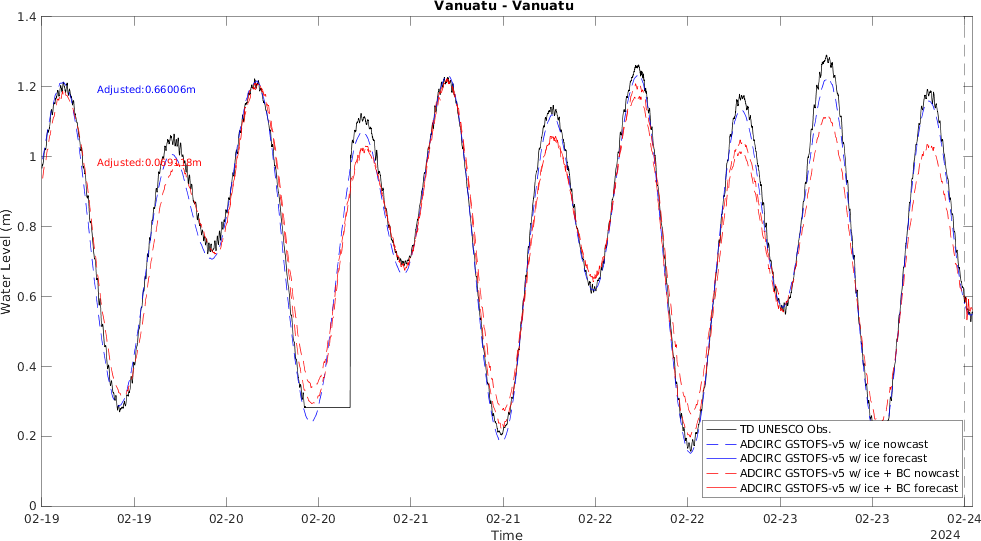 Vanuatu - Vanuatu
1.4
1.2
1
0.8
0.6
0.4
0.2
0
Water Level (m)
Adjusted:0.66006m
TD UNESCO Obs.
ADCIRC GSTOFS-v5 w/ ice nowcast
ADCIRC GSTOFS-v5 w/ ice forecast
ADCIRC GSTOFS-v5 w/ ice + BC nowcast
ADCIRC GSTOFS-v5 w/ ice + BC forecast
02-19 02-19 02-20 02-20 02-21 02-21 02-22 02-22 02-23 02-23 02-24
Time
2024